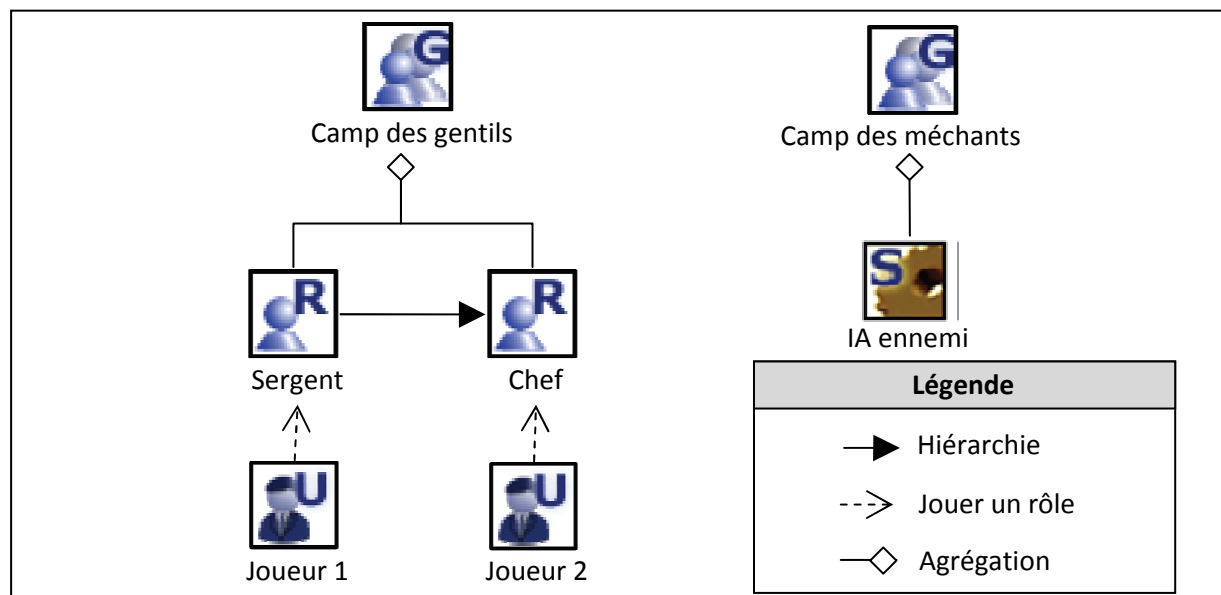 G
G
Camp des gentils
Camp des méchants
R
R
S
Sergent
Chef
IA ennemi
U
U
Joueur 1
Joueur 2
Légende
Hiérarchie
Jouer un rôle
Agrégation